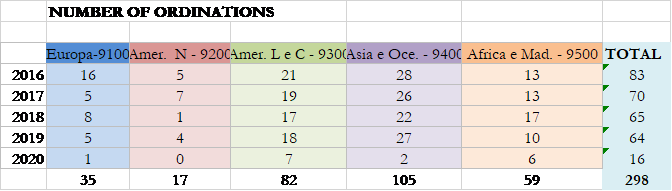 NUMBER OF ORDINATIONS
Europa-9100 Amer. N - 9200 Amer. L e C - 9300 Asia e Oce. - 9400 Africa e Mad. - 9500 TOTAL
2016 16 5 21 28 13 83
2017 5 7 19 26 13 70
2018 8 1 17 22 17 65
2019 5 4 18 27 10 64
2020 1 0 7 2 6 16
35 17 82 105 59 298